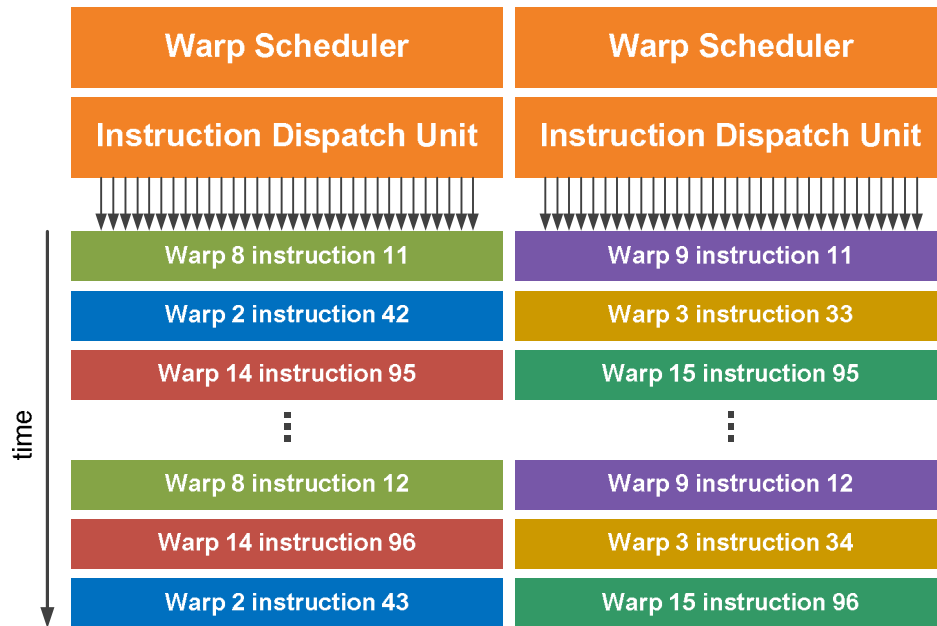 Warp Scheduler
Instruction Dispatch Unit
Warp 8 instruction 11
Warp 2 instruction 42
Warp 14 instruction 95
Warp 8 instruction 12
Warp 14 instruction 96
Warp 2 instruction 43
Warp Scheduler
Instruction Dispatch Unit
Warp 9 instruction 11
Warp 3 instruction 33
Warp 15 instruction 95
Warp 9 instruction 12
Warp 3 instruction 34
Warp 15 instruction 96
time